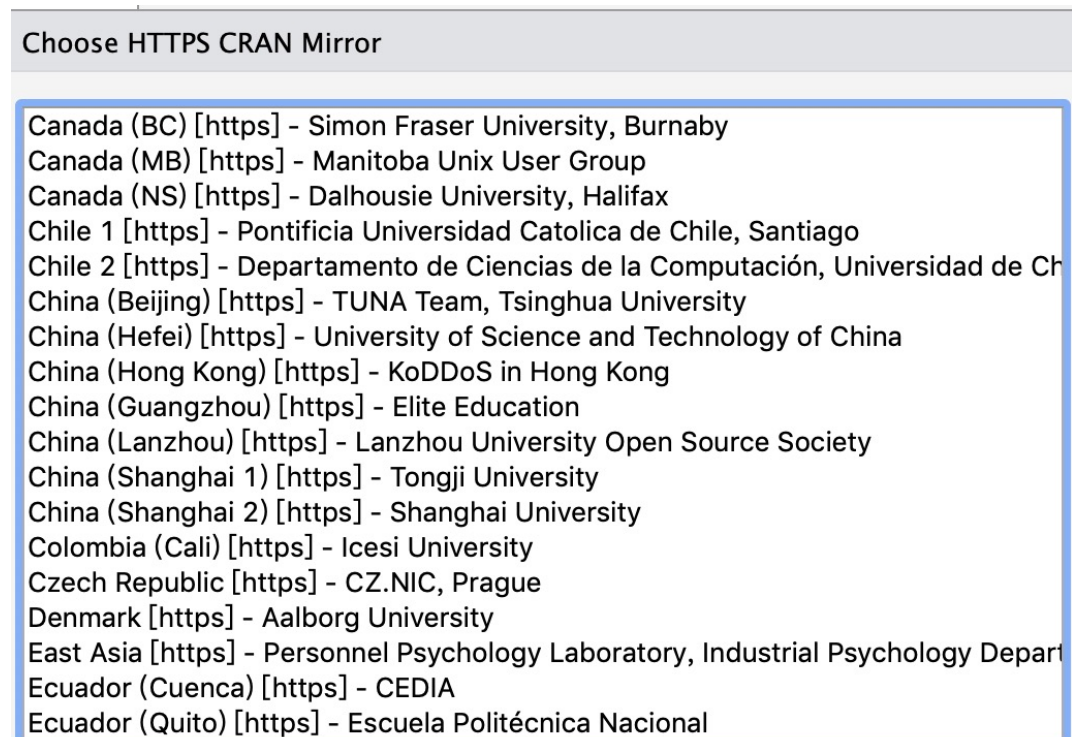 Choose HTTPS CRAN Mirror
Canada (BC) [https] - Simon Fraser University, Burnaby
Canada (MB) [https] - Manitoba Unix User Group
Canada (NS) [https] - Dalhousie University, Halifax
Chile 1 [https] - Pontificia Universidad Catolica de Chile, Santiago
Chile 2 [https] - Departamento de Ciencias de la Computación, Universidad de Ch
China (Beijing) [https] - TUNA Team, Tsinghua University
China (Hefei) [https] - University of Science and Technology of China
China (Hong Kong) [https] - KoDDoS in Hong Kong
China (Guangzhou) [https] - Elite Education
China (Lanzhou) [https] - Lanzhou University Open Source Society
China (Shanghai 1) [https] - Tongji University
China (Shanghai 2) [https] - Shanghai University
Colombia (Cali) [https] - Icesi University
Czech Republic [https] - CZ.NIC, Prague
Denmark [https] - Aalborg University
East Asia [https] - Personnel Psychology Laboratory, Industrial Psychology Depart
Ecuador (Cuenca) [https] - CEDIA
Ecuador (Quito) [https] - Escuela Politécnica Nacional